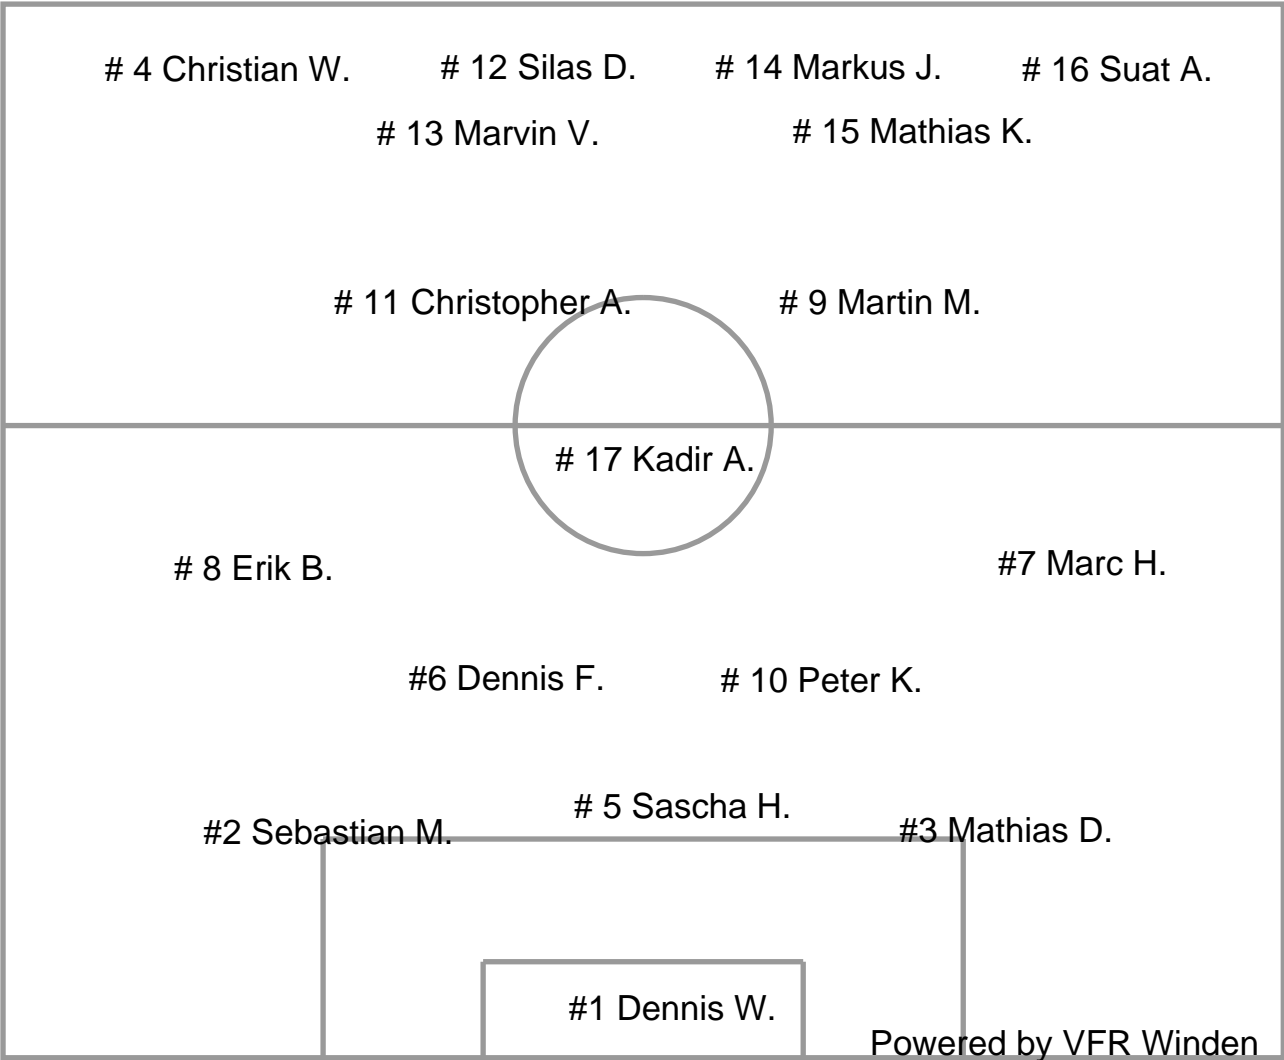 # 4 Christian W.
# 12 Silas D.
# 14 Markus J.
# 16 Suat A.
# 13 Marvin V.
# 15 Mathias K.
# 11 Christopher A.
# 9 Martin M.
# 17 Kadir A.
# 8 Erik B.
#7 Marc H.
#6 Dennis F.
# 10 Peter K.
# 5 Sascha H.
#2 Sebastian M.
#3 Mathias D.
#1 Dennis W.
Powered by VFR Winden